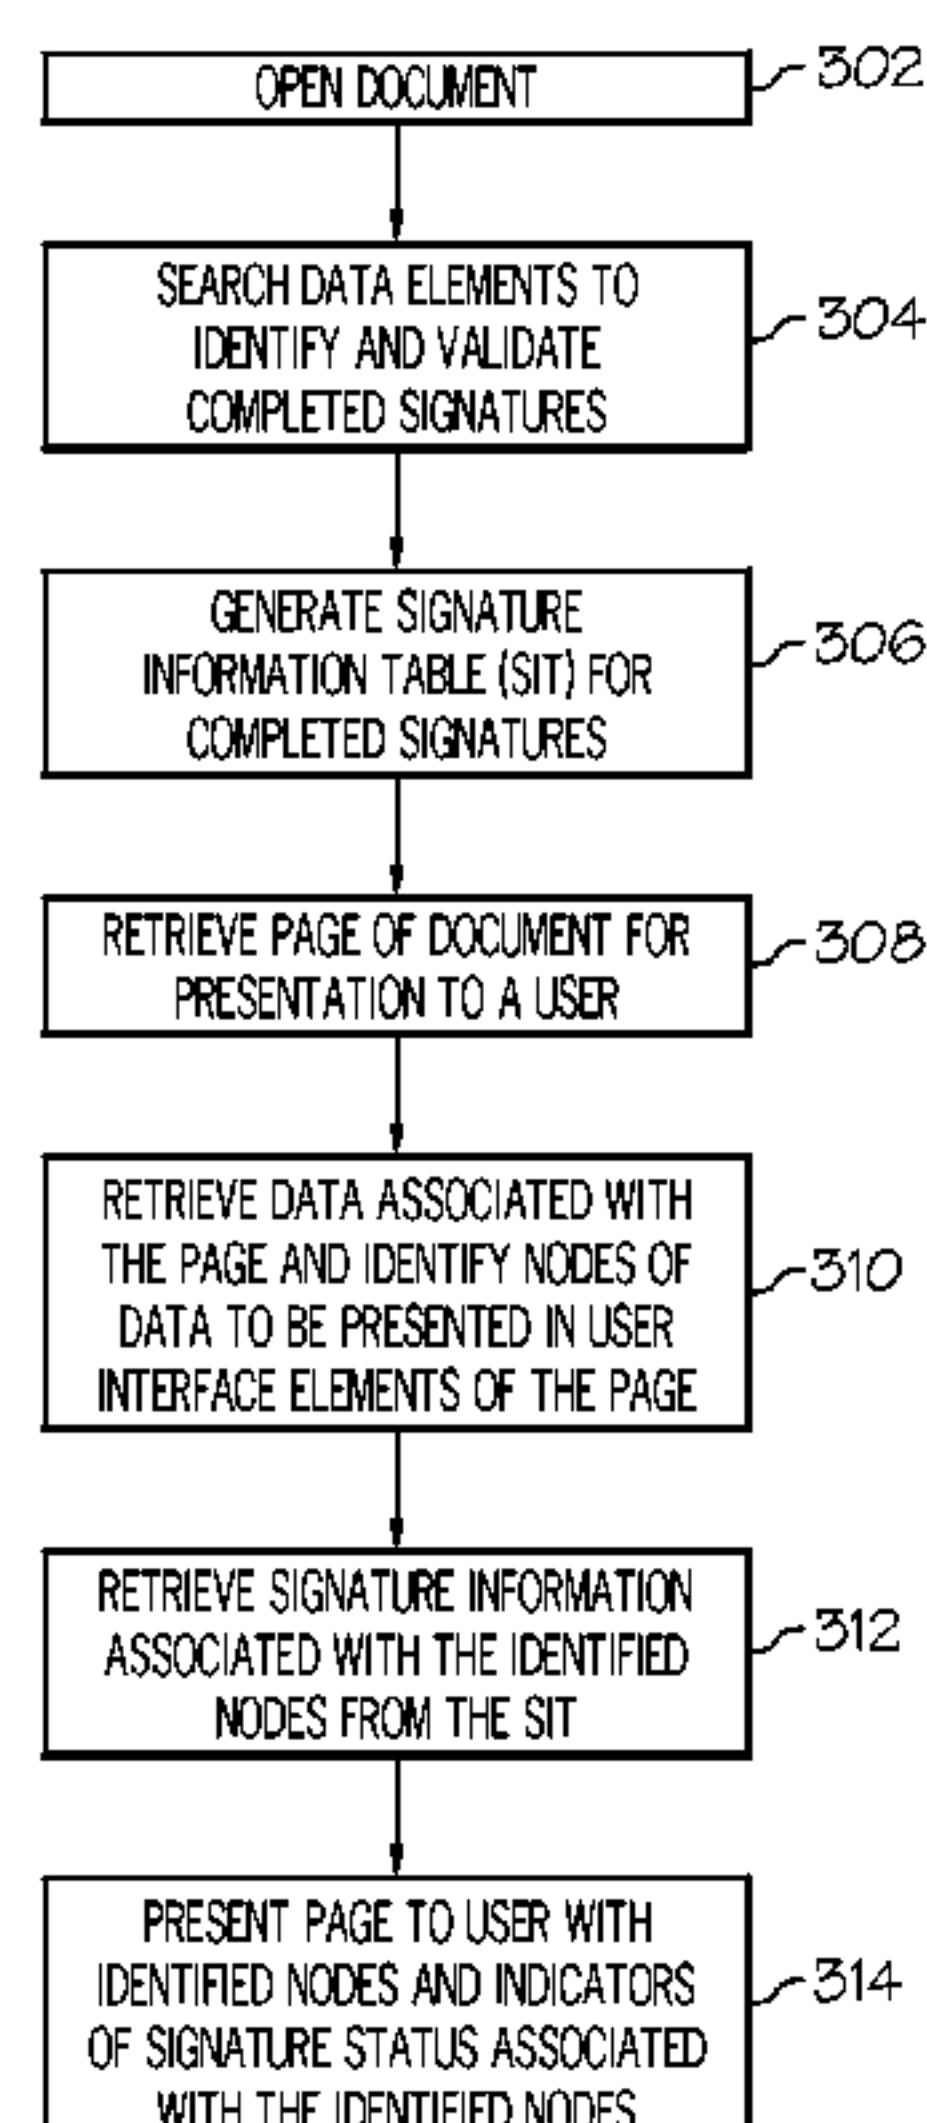 OPEN DOCUMENT
302
SEARCH DATA ELEMENTS TO
IDENTIFY AND VALIDATE
COMPLETED SIGNATURES
304
GENERATE SIGNATURE
INFORMATION TABLE (SIT) FOR
COMPLETED SIGNATURES
306
RETRIEVE PAGE OF DOCUMENT FOR
PRESENTATION TO A USER
308
RETRIEVE DATA ASSOCIATED WITH
THE PAGE AND IDENTIFY NODES OF
DATA TO BE PRESENTED IN USER
INTERFACE ELEMENTS OF THE PAGE
310
RETRIEVE SIGNATURE INFORMATION
ASSOCIATED WITH THE IDENTIFIED
NODES FROM THE SIT
312
PRESENT PAGE TO USER WITH
IDENTIFIED NODES AND INDICATORS
OF SIGNATURE STATUS ASSOCIATED
WITH THE IDENTIFIED NODES
314